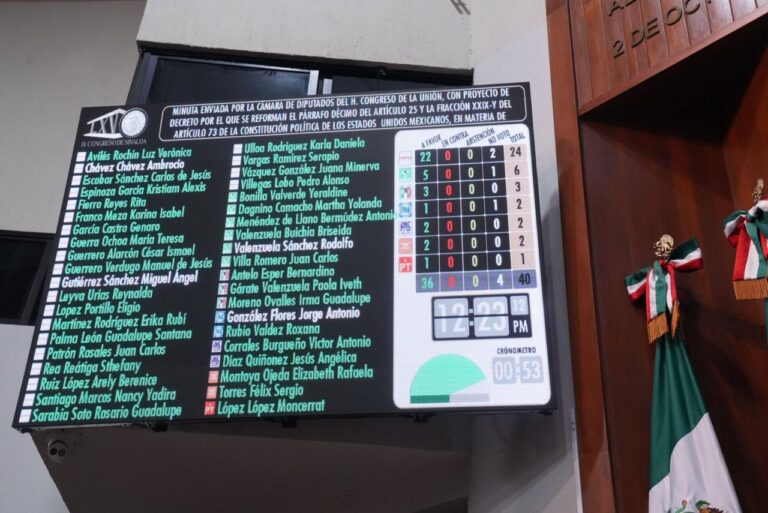 2 DE
MINUTA ENVIADA POR LA CAMARA DE DIPUTADOS DEL H. CONGRESO DE LA UNIÓN, CON PROYECTO DE
DECRETO POR EL QUE SE REFORMAN EL PÁRRAFO DÉCIMO DEL ARTÍCULO 25 Y LA FRACCIÓN XXIX-Y DEL
ARTÍCULO 73 DE LA CONSTITUCIÓN POLÍTICA DE LOS ESTADOS UNIDOS MEXICANOS, EN MATERIA DE
H. CONGRESO DE SINALOA
Avilés Rochín Luz Verónica
Chávez Chávez Ambrocio
Escobar Sánchez Carlos de Jesús
Espinoza García Kristiam Alexis
Fierro Reyes Rita
Franco Meza Karina Isabel
García Castro Genaro
Guerra Ochoa María Teresa
Guerrero Alarcón César Ismael
Guerrero Verdugo Manuel de Jesús
Gutiérrez Sánchez Miguel Ángel
Leyva Urías Reynalda
Lopez Portillo Eligio
Martínez Rodríguez Erika Rubí
Palma León Guadalupe Santana
Patrón Rosales Juan Carlos
Rea Reátiga Sthefany
Ruiz López Arely Berenice
Santiago Marcos Nancy Yadira
Sarabia Soto Rosario Guadalupe
Ulloa Rodríguez Karla Daniela
Vargas Ramírez Serapio
Vázquez González Juana Minerva
Villegas Lobo Pedro Alonso
Bonilla Valverde Yeraldine
Dagnino Camacho Martha Yolanda
Menéndez de Llano Bermúdez Antonio
Valenzuela Buichia Briseida
Valenzuela Sánchez Rodolfo
Villa Romero Juan Carlos
Antelo Esper Bernardino
Gárate Valenzuela Paola Iveth
Moreno Ovalles Irma Guadalupe
González Flores Jorge Antonio
Rubio Valdez Roxana
Corrales Burgueño Victor Antonio
Díaz Quiñonez Jesús Angélica
Montoya Ojeda Elizabeth Rafaela
Torres Félix Sergio
López López Moncerrat
A FAVOR EN CONTRA ABSTENCIÓN NO VOTO TOTAL
22 0 0 2 24
5 0 0 1 6
3 0 0 0 3
1 0 0 1 2
2 0 0 0 2
2 0 0 0 2
PT 1 0 0 0 1
36 0 0 4 40
12:23 12 PM
CRÓNOMETRO
00:53